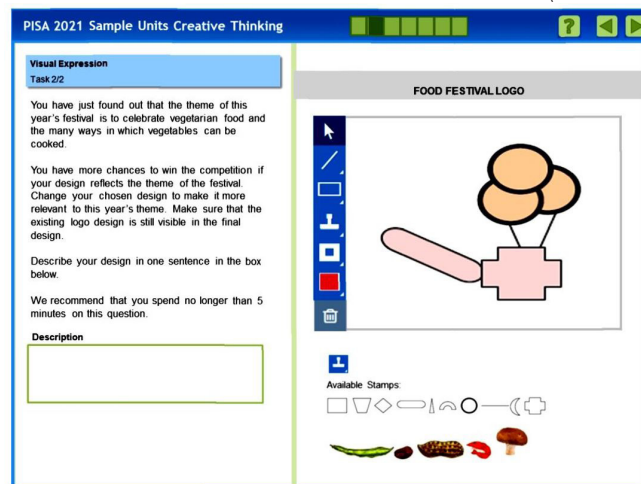 PISA 2021 Sample Units Creative Thinking
?
Visual Expression
Task 2/2
You have just found out that the theme of this
year's festival is to celebrate vegetarian food and
the many ways in which vegetables can be
cooked.
You have more chances to win the competition if
your design reflects the theme of the festival.
Change your chosen design to make it more
relevant to this year's theme. Make sure that the
existing logo design is still visible in the final
design.
Describe your design in one sentence in the box
below.
We recommend that you spend no longer than 5
minutes on this question.
Description
FOOD FESTIVAL LOGO
Available Stamps: